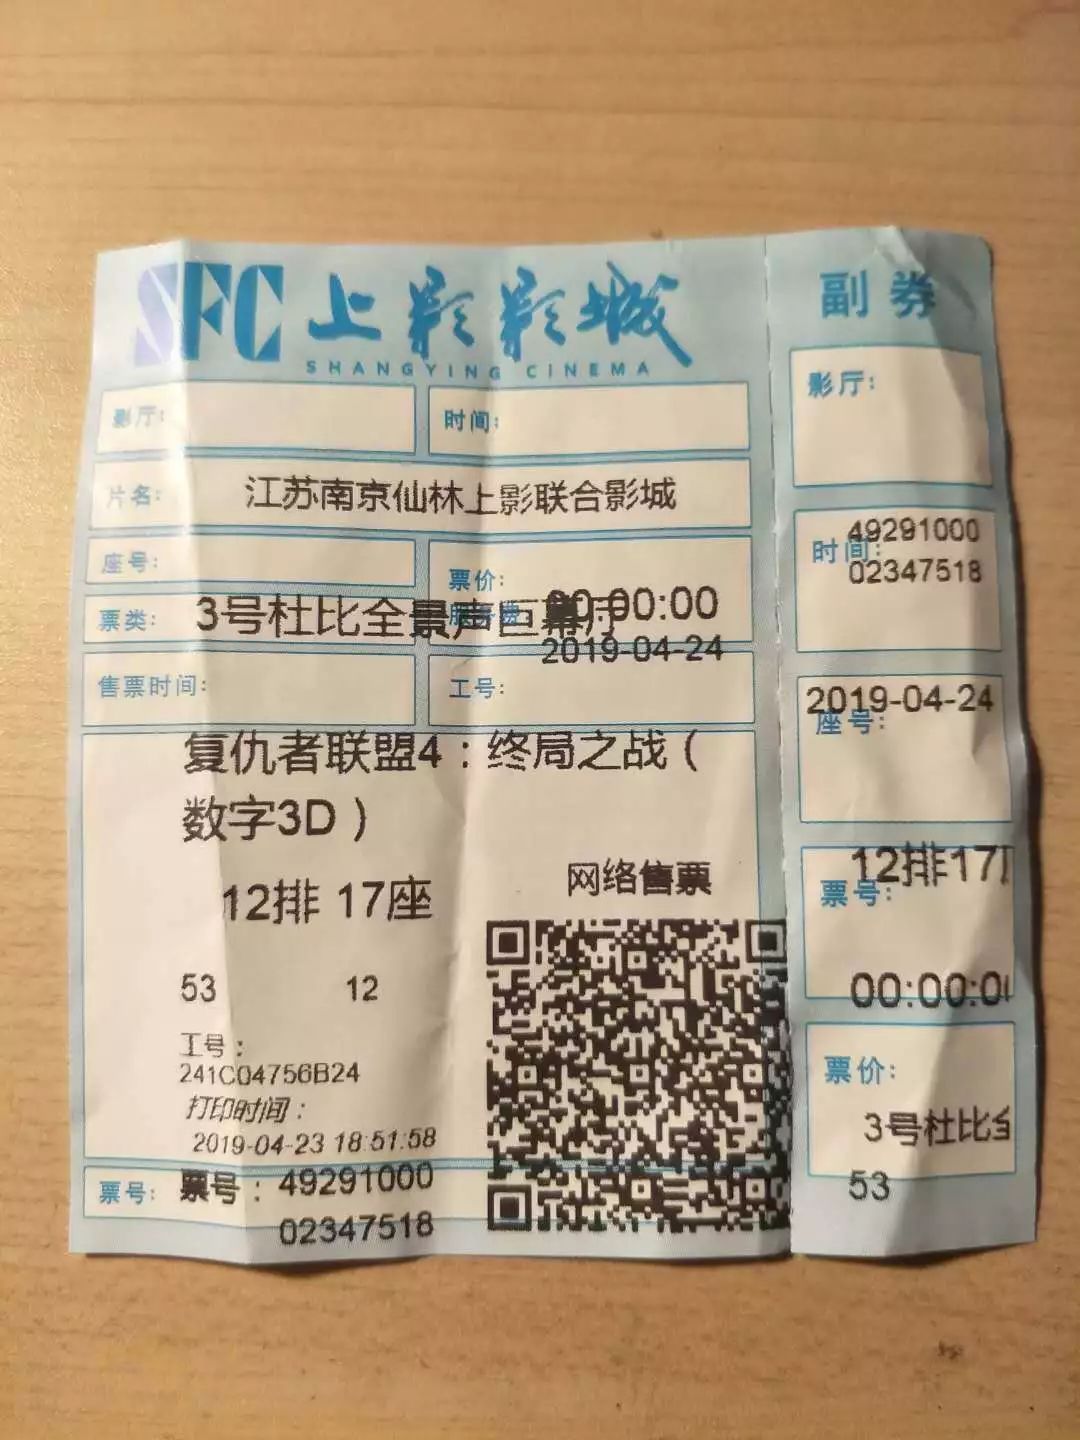 SFC 上影影城
SHANGYING CINEMA
影厅:
时间:
片名: 江苏南京仙林上影联合影城
座号:
票价:
服务费
00:00:00
票类: 3号杜比全景声巨幕厅
2019-04-24
售票时间:
工号:
复仇者联盟4：终局之战（
数字3D）
12排 17座
网络售票
53 12
工号：
241C04756B24
打印时间：
2019-04-23 18:51:58
票号: 票号：49291000
02347518
副券
影厅:
时间:
49291000
02347518
2019-04-24
座号:
12排17
票号:
00:00:0
票价:
3号杜比
53